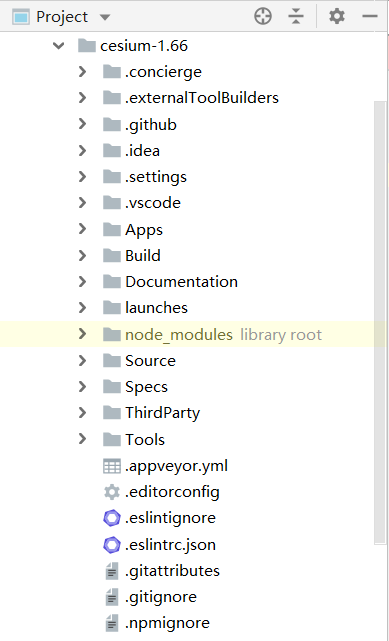 Project
cesium-1.66
.concierge
.externalToolBuilders
.github
.idea
.settings
.vscode
Apps
Build
Documentation
launches
node_modules library root
Source
Specs
ThirdParty
Tools
.appveyor.yml
.editorconfig
.eslintignore
.eslintrc.json
.gitattributes
.gitignore
.npmignore